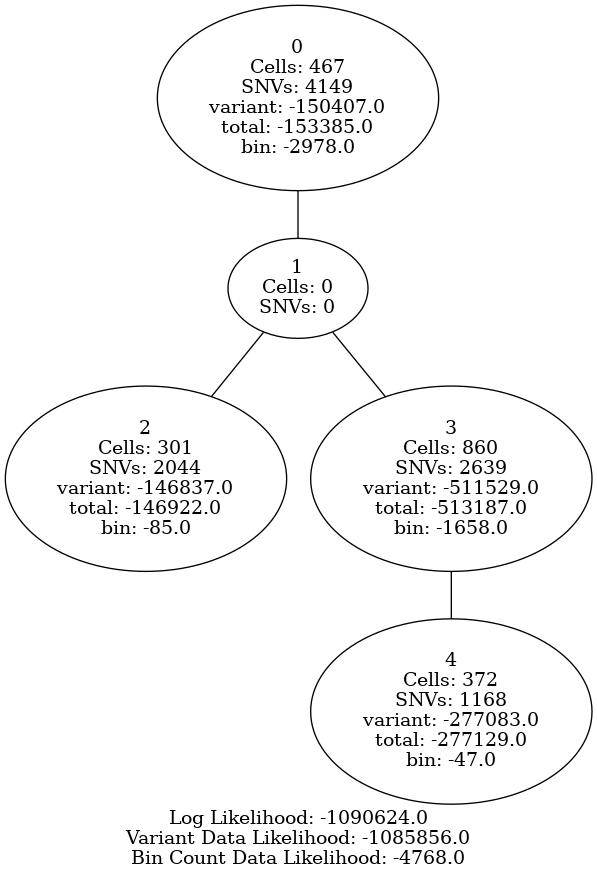 0
Cells: 467
SNVs: 4149
variant: -150407.0
total: -153385.0
bin: -2978.0
1
Cells: 0
SNVs: 0
2
Cells: 301
SNVs: 2044
variant: -146837.0
total: -146922.0
bin: -85.0
3
Cells: 860
SNVs: 2639
variant: -511529.0
total: -513187.0
bin: -1658.0
4
Cells: 372
SNVs: 1168
variant: -277083.0
total: -277129.0
bin: -47.0
Log Likelihood: -1090624.0
Variant Data Likelihood: -1085856.0
Bin Count Data Likelihood: -4768.0